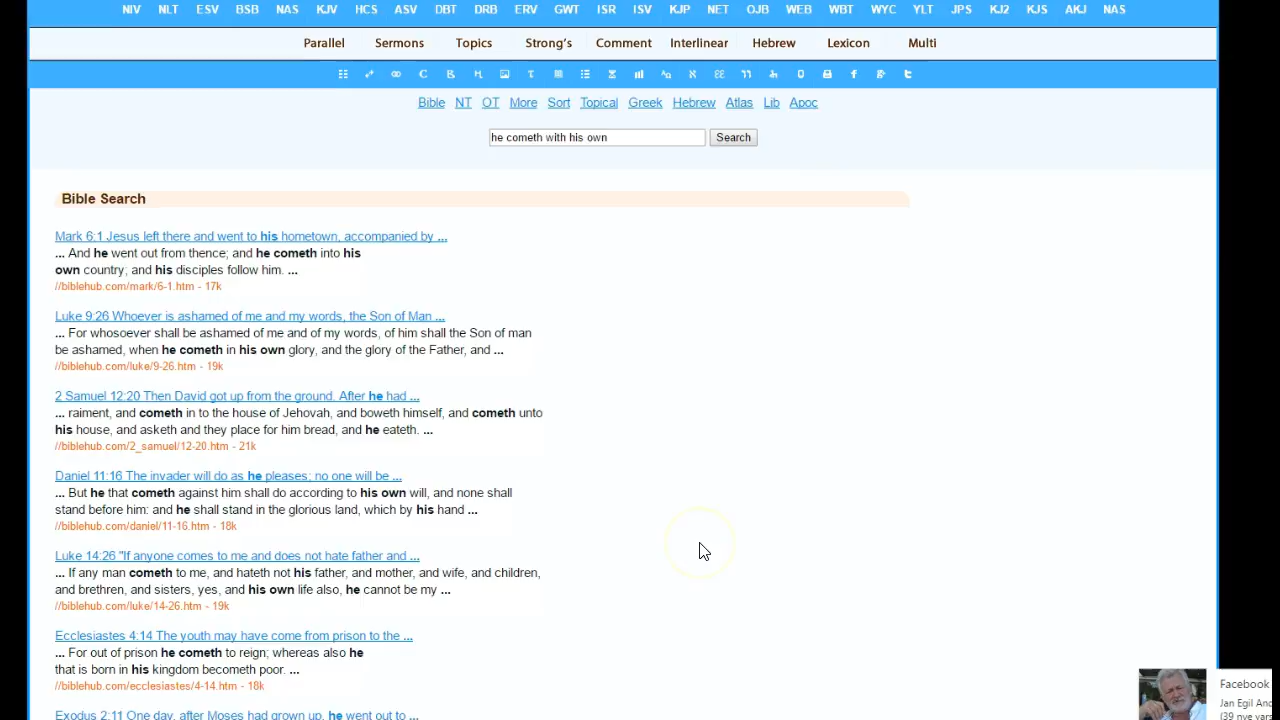 NIV NLT ESV BSB NAS KJV HCS ASV DBT DRB ERV GWT ISR ISV KJP NET OJB WEB WBT WYC YLT JPS KJ2 KJS AKJ NAS
Parallel Sermons Topics Strong's Comment Interlinear Hebrew Lexicon Multi
Bible NT OT More Sort Topical Greek Hebrew Atlas Lib Apoc
he cometh with his own Search
Bible Search
Mark 6:1 Jesus left there and went to his hometown, accompanied by ...
... And he went out from thence; and he cometh into his
own country; and his disciples follow him. ...
//biblehub.com/mark/6-1.htm - 17k
Luke 9:26 Whoever is ashamed of me and my words, the Son of Man ...
... For whosoever shall be ashamed of me and of my words, of him shall the Son of man
be ashamed, when he cometh in his own glory, and the glory of the Father, and ...
//biblehub.com/luke/9-26.htm - 19k
2 Samuel 12:20 Then David got up from the ground. After he had ...
... raiment, and cometh in to the house of Jehovah, and boweth himself, and cometh unto
his house, and asketh and they place for him bread, and he eateth. ...
//biblehub.com/2_samuel/12-20.htm - 21k
Daniel 11:16 The invader will do as he pleases; no one will be ...
... But he that cometh against him shall do according to his own will, and none shall
stand before him: and he shall stand in the glorious land, which by his hand ...
//biblehub.com/daniel/11-16.htm - 18k
Luke 14:26 "If anyone comes to me and does not hate father and ...
... If any man cometh to me, and hateth not his father, and mother, and wife, and children,
and brethren, and sisters, yes, and his own life also, he cannot be my ...
//biblehub.com/luke/14-26.htm - 19k
Ecclesiastes 4:14 The youth may have come from prison to the ...
... For out of prison he cometh to reign; whereas also he
that is born in his kingdom becometh poor. ...
//biblehub.com/ecclesiastes/4-14.htm - 18k
Exodus 2:11 One day, after Moses had grown up, he went out to ...
Facebook
Jan Egil And
(39 nye var